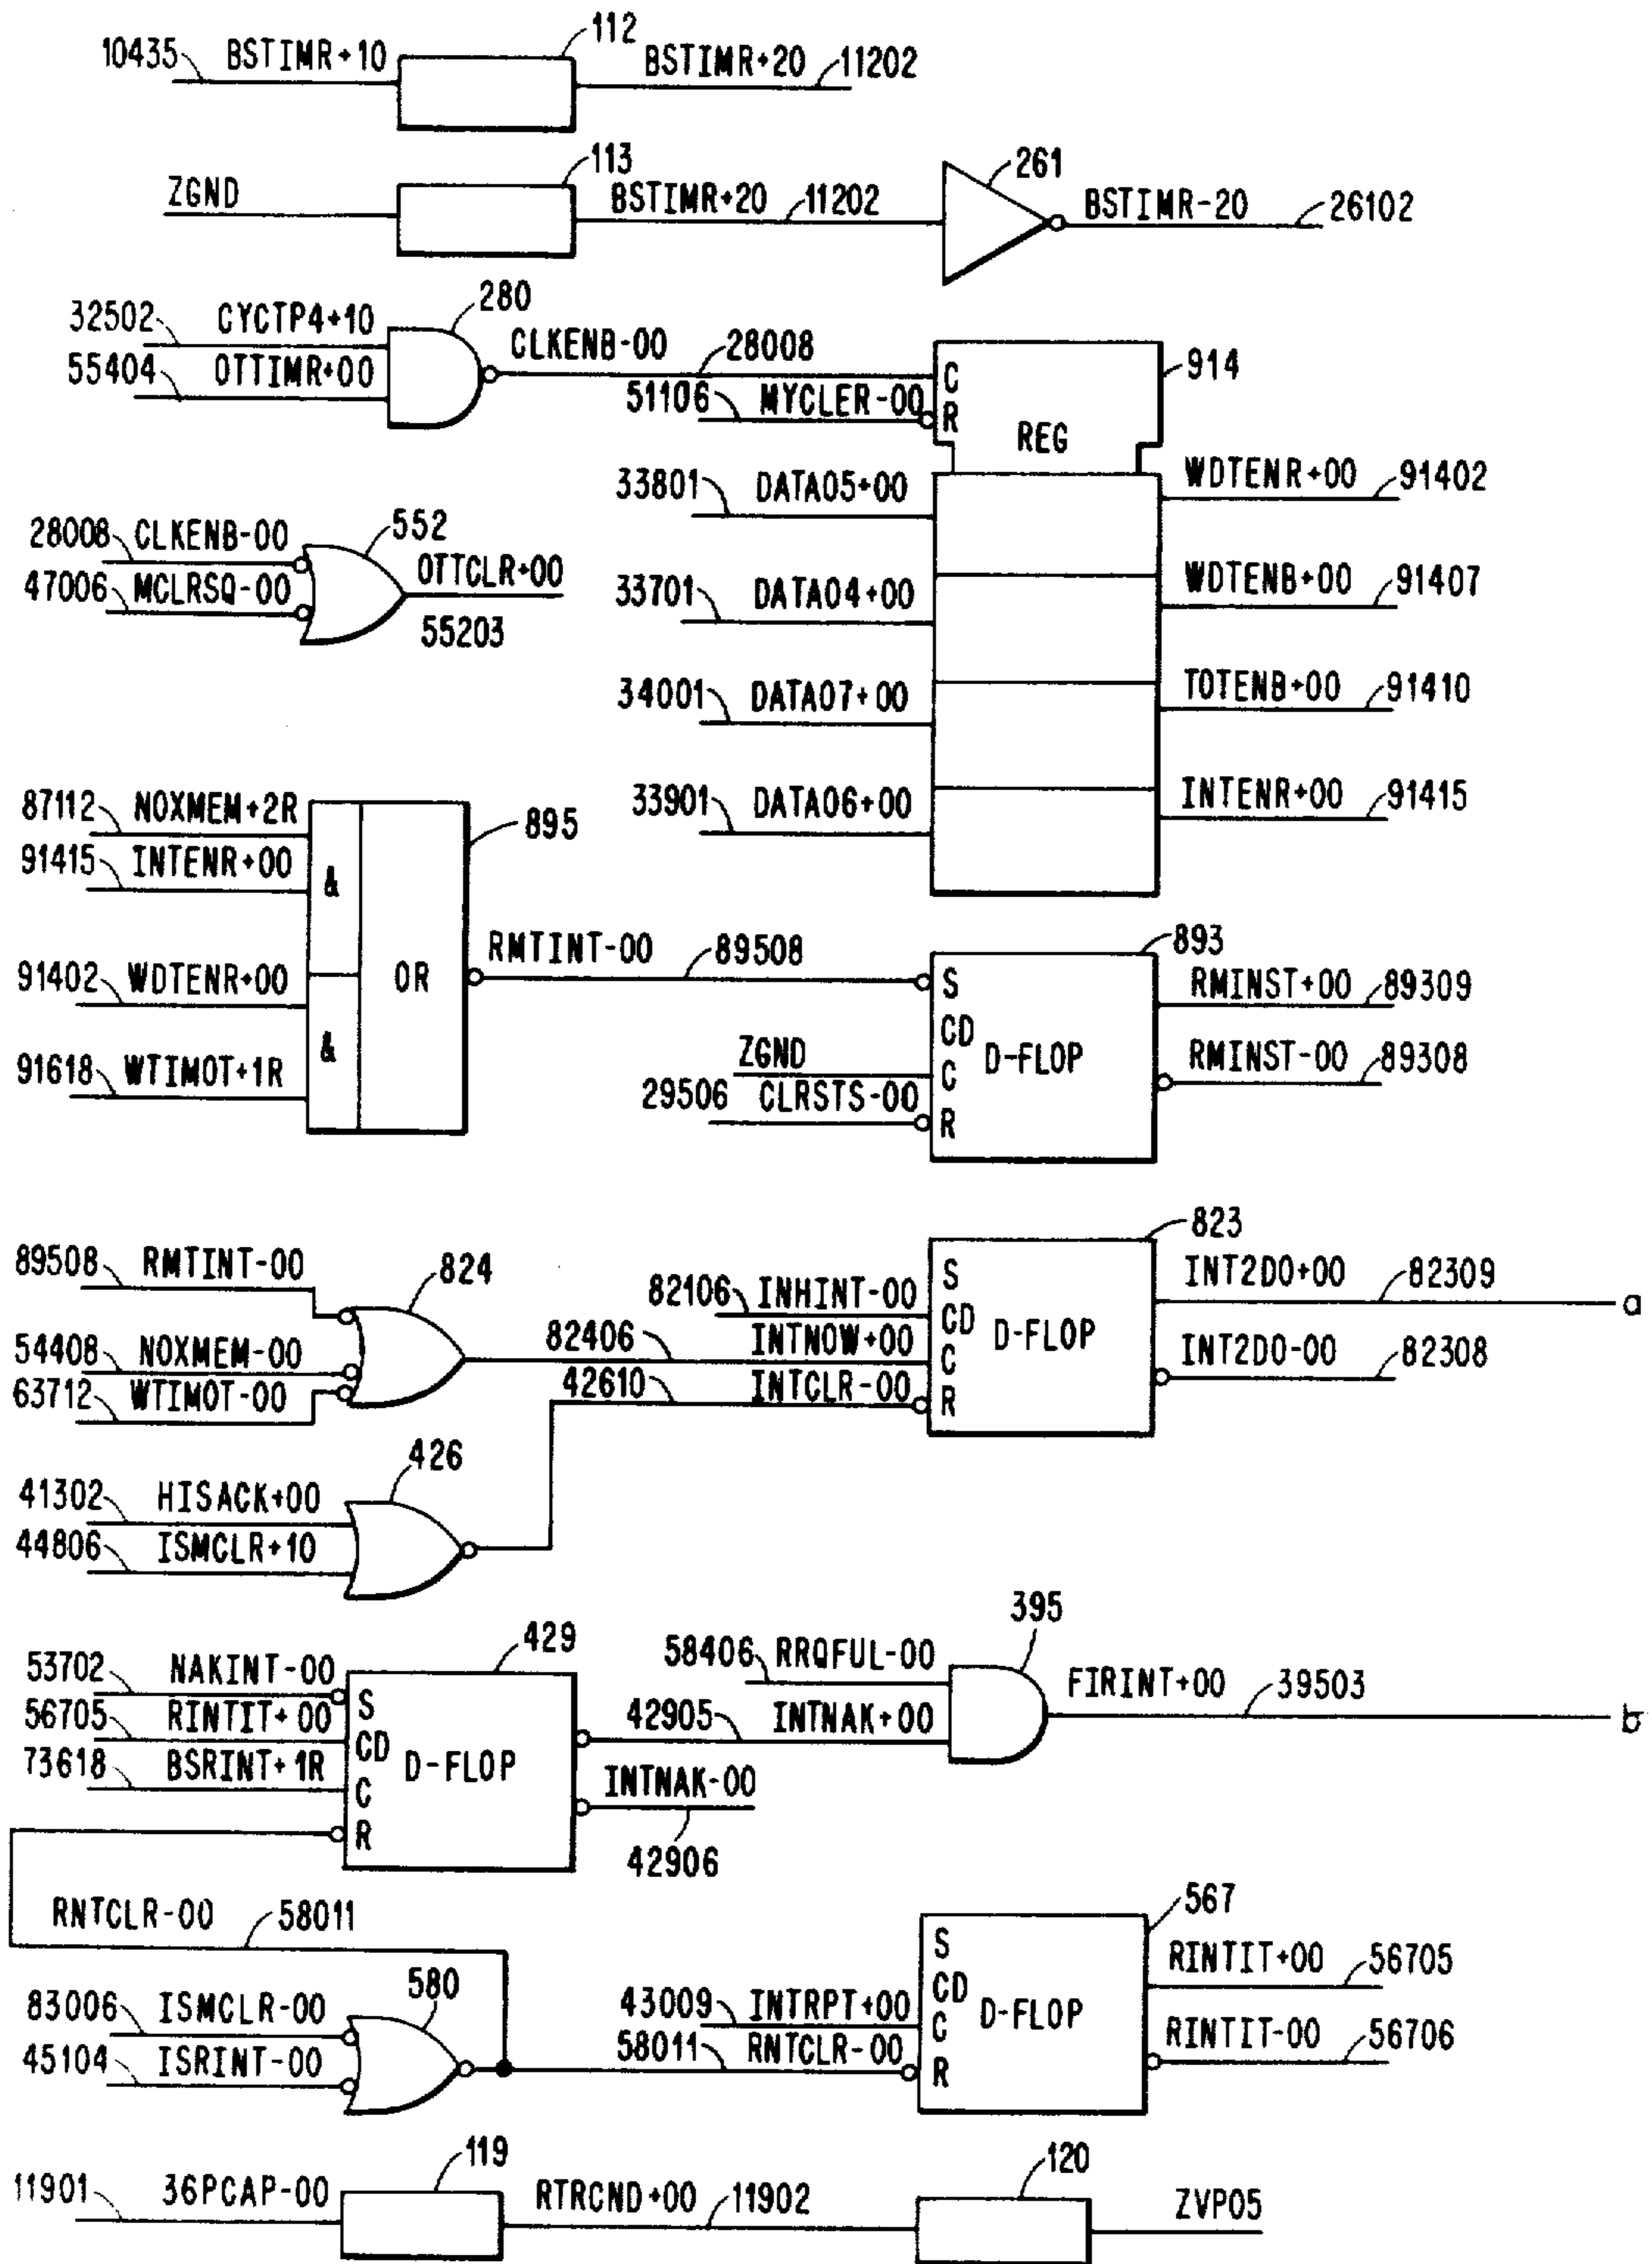 112
10435 BSTIMR+10 BSTIMR+20 11202
113
ZGND BSTIMR+20 11202
261
BSTIMR-20 26102
280
32502 CYCTP4+10
55404 OTTIMR+00
CLKENB-00 28008 C
51106 MYCLER-00 R
REG
914
33801 DATA05+00 WDTENR+00 91402
33701 DATA04+00 WDTENB+00 91407
34001 DATA07+00 TOTENB+00 91410
33901 DATA06+00 INTENR+00 91415
28008 CLKENB-00
47006 MCLRSQ-00
552
OTTCLR+00
55203
87112 NOXMEM+2R
91415 INTENR+00
&
91402 WDTENR+00
91618 WTIMOT+1R
&
OR
895
RMTINT-00 89508
893
S
CD
ZGND C
29506 CLRSTS-00 R
D-FLOP
RMINST+00 89309
RMINST-00 89308
89508 RMTINT-00
54408 NOXMEM-00
63712 WTIMOT-00
824
823
S
82106 INHINT-00 CD
82406 INTNOW+00 C
42610 INTCLR-00 R
D-FLOP
INT2D0+00 82309 a
INT2D0-00 82308
426
41302 HISACK+00
44806 ISMCLR+10
429
53702 NAKINT-00 S
56705 RINTIT+00 CD
73618 BSRINT+1R C
R
D-FLOP
395
58406 RRQFUL-00
42905 INTNAK+00
FIRINT+00 39503 b
INTNAK-00
42906
RNTCLR-00 58011
580
83006 ISMCLR-00
45104 ISRINT-00
567
S
CD
43009 INTRPT+00 C
58011 RNTCLR-00 R
D-FLOP
RINTIT+00 56705
RINTIT-00 56706
119
11901 36PCAP-00 RTRCND+00 11902
120
ZVP05